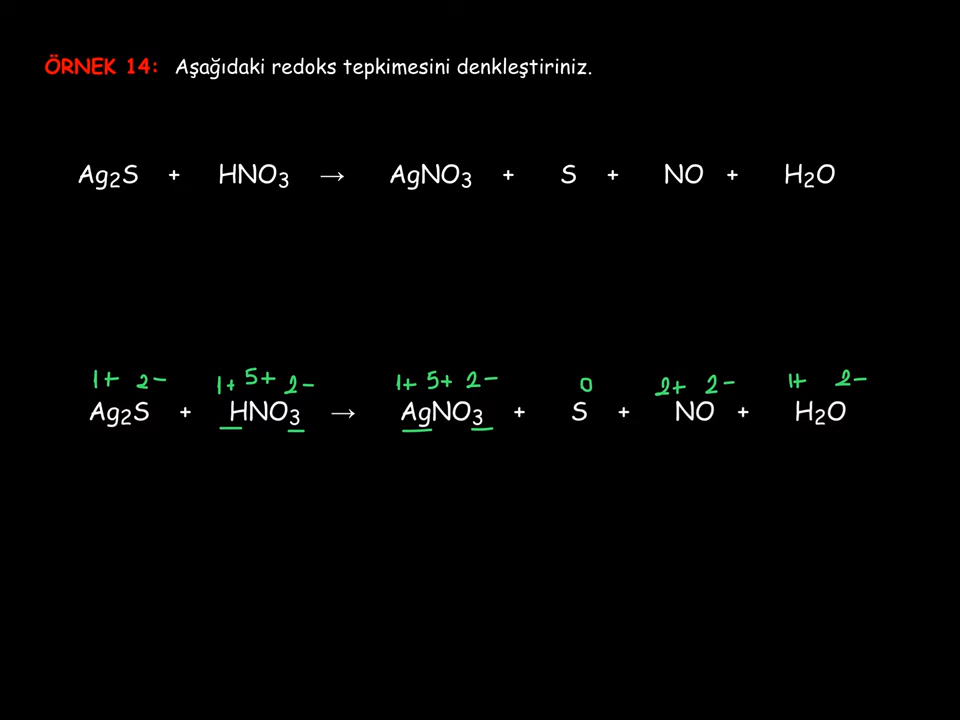 ÖRNEK 14: Aşağıdaki redoks tepkimesini denkleştiriniz.
Ag₂S + HNO₃ → AgNO₃ + S + NO + H₂O
1+ 2- 1+ 5+ 2- 1+ 5+ 2- 0 2+ 2- 1+ 2-
Ag₂S + HNO₃ → AgNO₃ + S + NO + H₂O